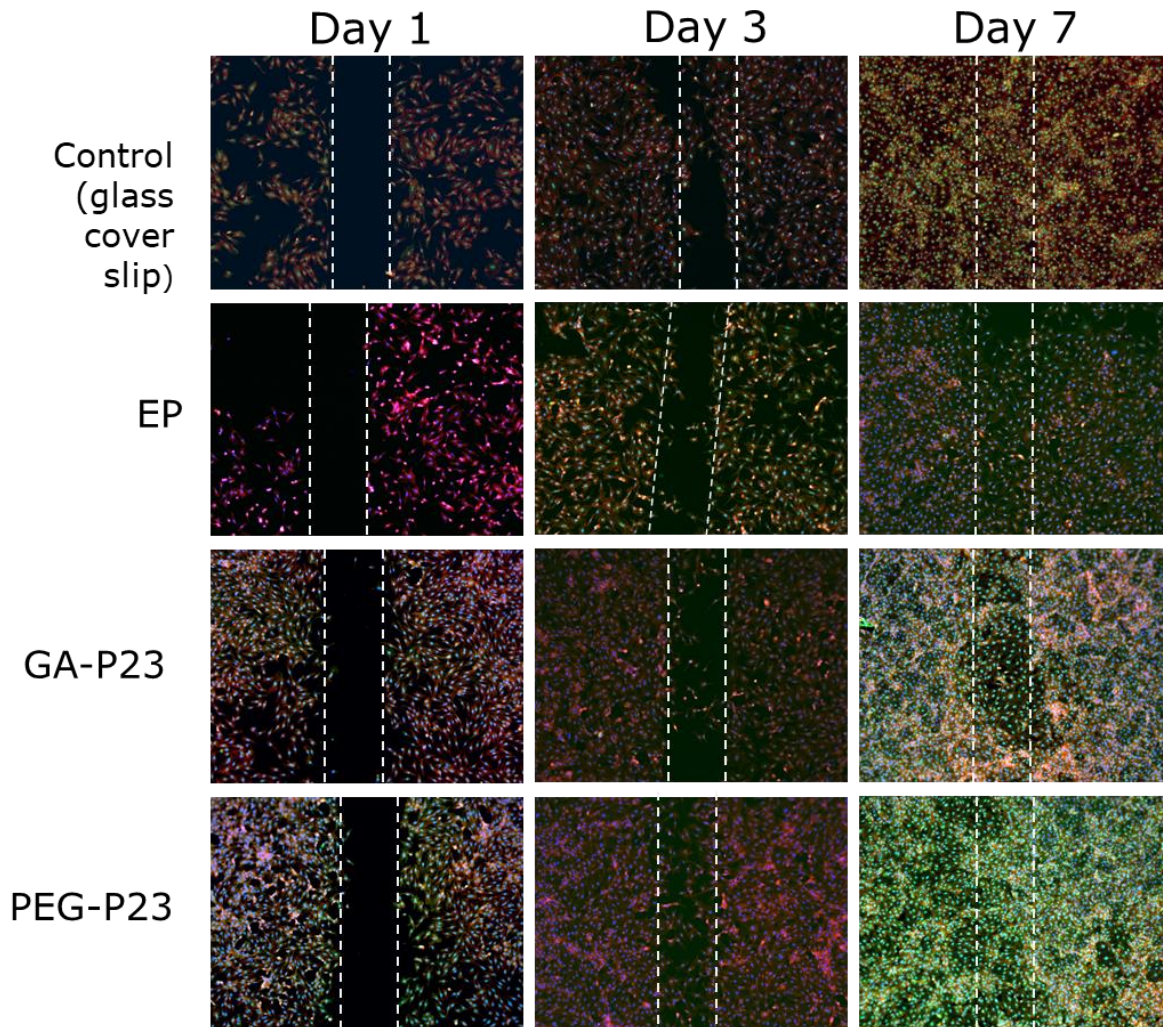 Day 1
Day 3
Day 7
Control
(glass
cover
slip)
EP
GA-P23
PEG-P23